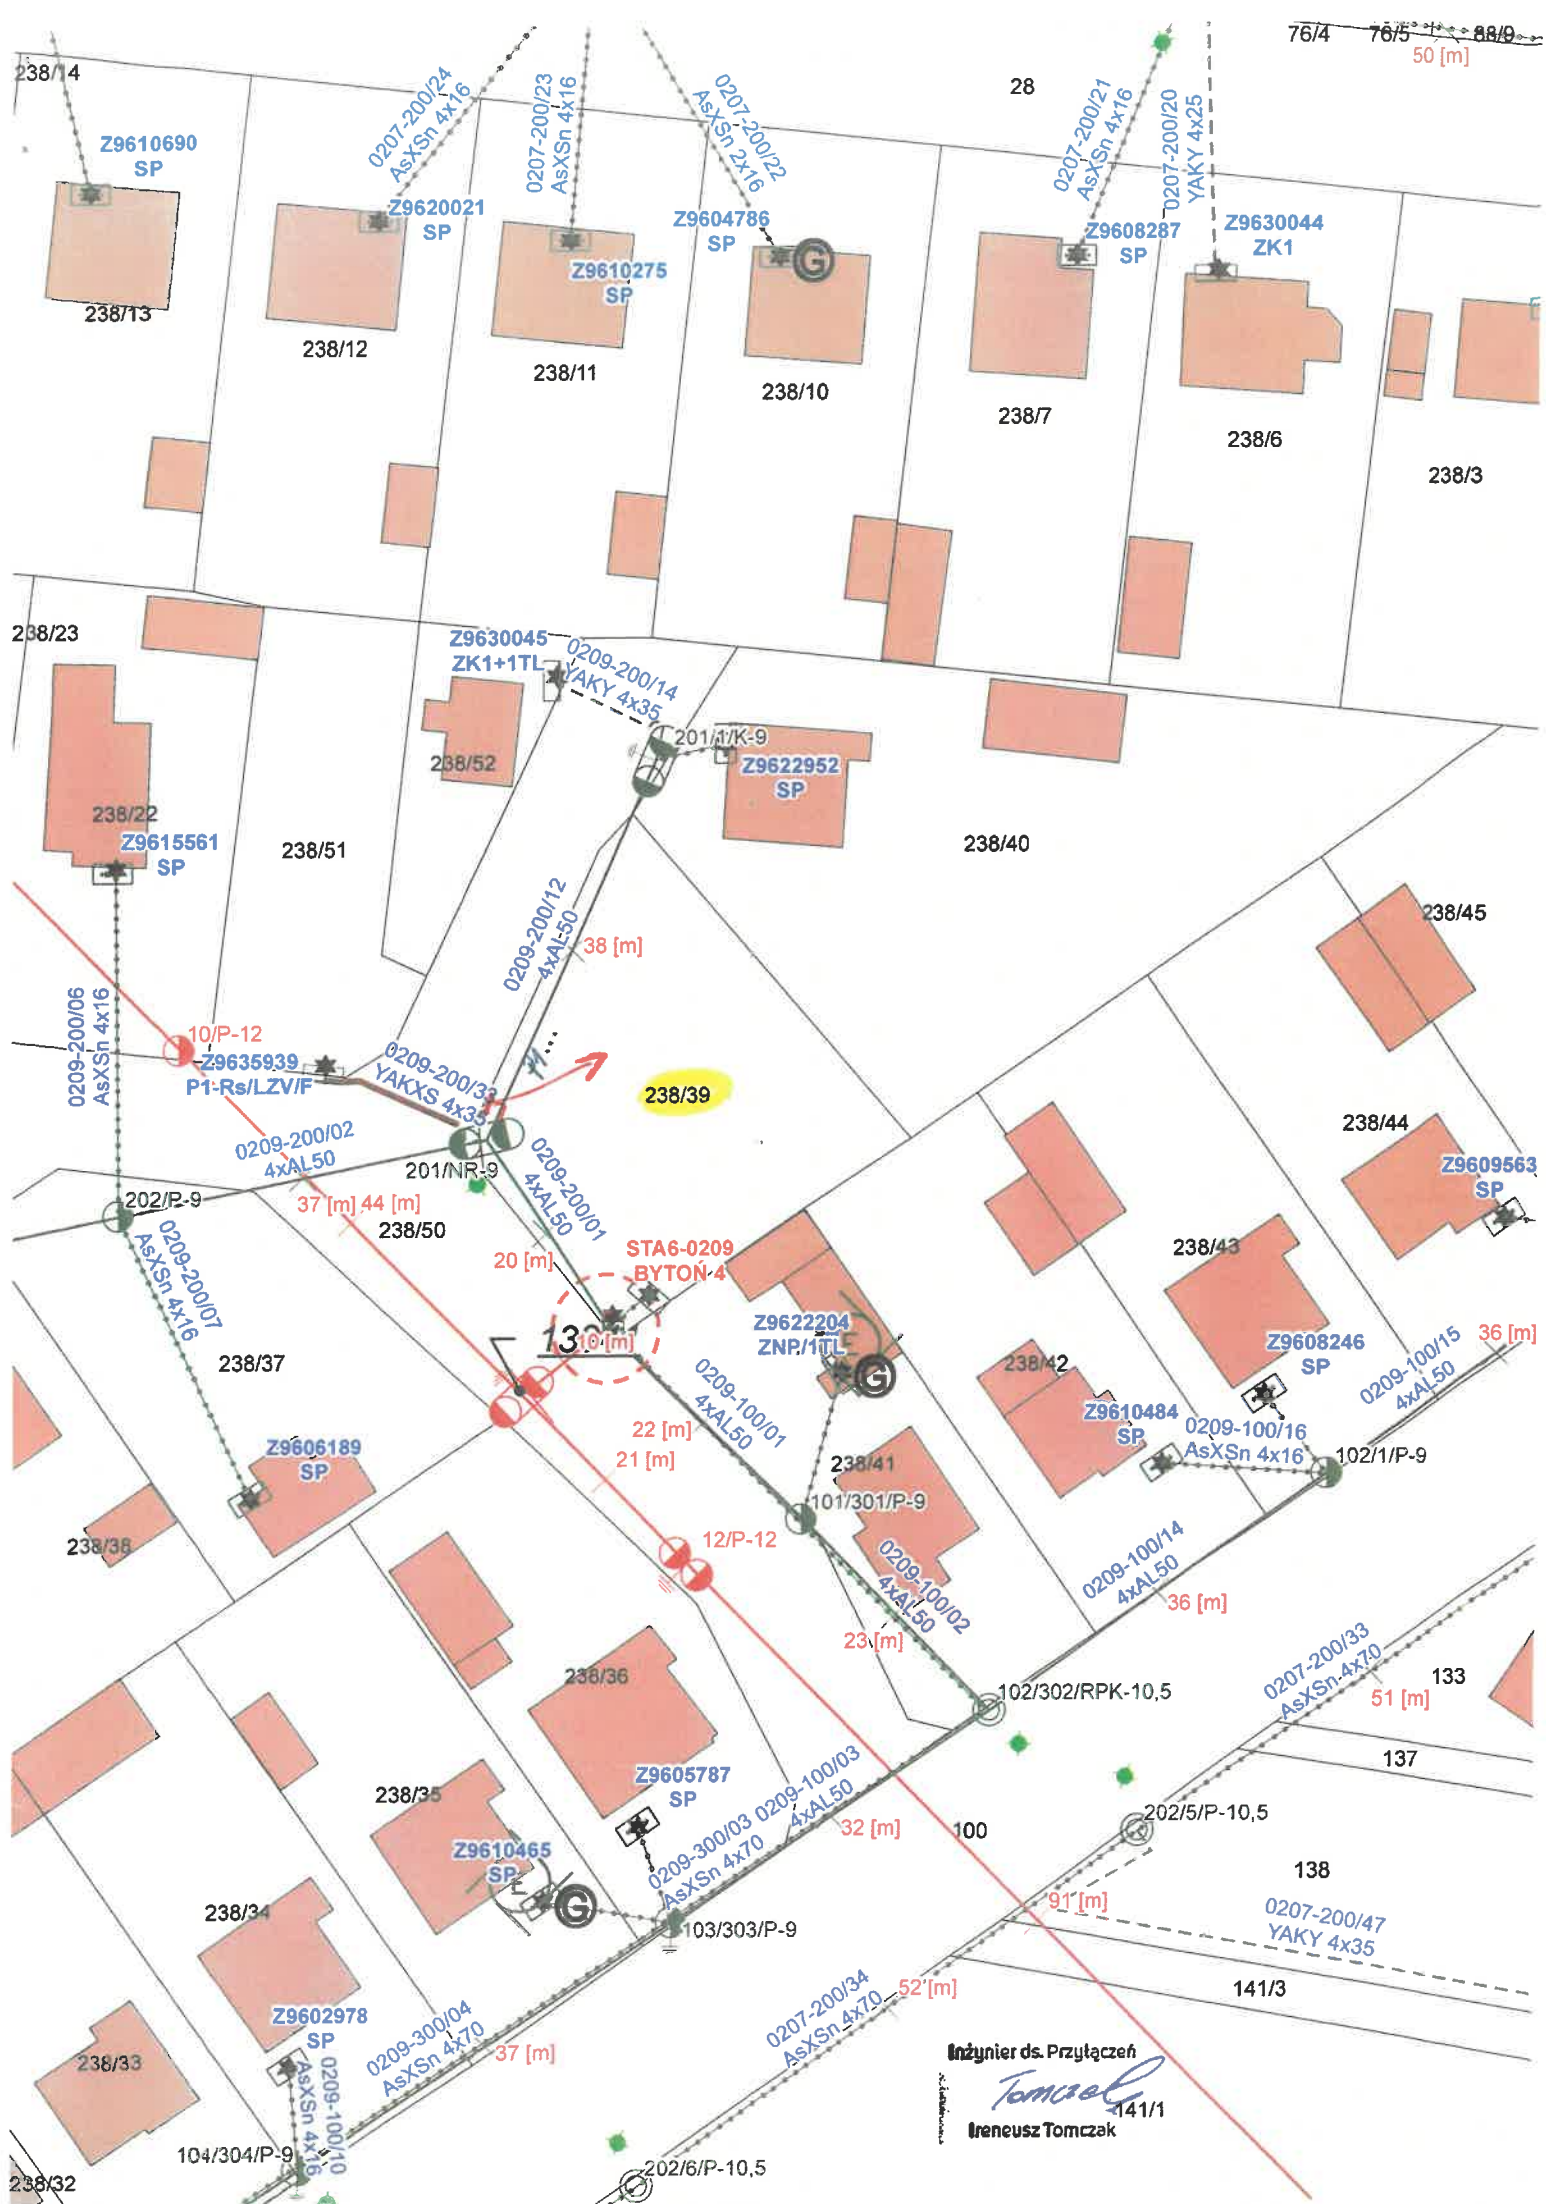 76/4 76/5 88/9
50 [m]
238/14
28
0207-200/24
AsXSn 4x16
0207-200/23
AsXSn 4x16
0207-200/22
AsXSn 2x16
0207-200/21
AsXSn 4x16
0207-200/20
YAKY 4x25
Z9610690
SP
Z9620021
SP
Z9610275
SP
Z9604786
SP
G
Z9608287
SP
Z9630044
ZK1
238/13
238/12
238/11
238/10
238/7
238/6
238/3
238/23
Z9630045
ZK1+1TL
0209-200/14
YAKY 4x35
201/1/K-9
Z9622952
SP
238/52
238/22
Z9615561
SP
238/51
238/40
0209-200/12
4xAL50
38 [m]
238/45
0209-200/06
AsXSn 4x16
10/P-12
Z9635939
P1-Rs/LZV/F
0209-200/33
YAKXS 4x35
238/39
238/44
0209-200/02
4xAL50
201/NR-9
0209-200/01
4xAL50
Z9609563
SP
202/P-9
37 [m] 44 [m]
238/50
20 [m]
STA6-0209
BYTOŃ 4
238/43
0209-200/07
AsXSn 4x16
10 [m]
Z9622204
ZNP/1TL
G
Z9608246
SP
36 [m]
238/37
238/42
0209-100/15
4xAL50
0209-100/01
4xAL50
Z9610484
SP
0209-100/16
AsXSn 4x16
22 [m]
21 [m]
Z9606189
SP
238/41
102/1/P-9
101/301/P-9
238/38
12/P-12
0209-100/02
4xAL50
0209-100/14
4xAL50
36 [m]
23 [m]
238/36
0207-200/33
AsXSn 4x70
133
51 [m]
102/302/RPK-10,5
137
238/35
Z9605787
SP
0209-300/03 0209-100/03
AsXSn 4x70 4xAL50
32 [m]
100
202/5/P-10,5
Z9610465
SP
G
138
91 [m]
0207-200/47
YAKY 4x35
238/34
103/303/P-9
141/3
52 [m]
0207-200/34
AsXSn 4x70
Z9602978
SP
0209-300/04
AsXSn 4x70
37 [m]
238/33
AsXSn 4x16
0209-100/10
Inżynier ds. Przyłączeń
Tomczak
141/1
Ireneusz Tomczak
104/304/P-9
202/6/P-10,5
238/32